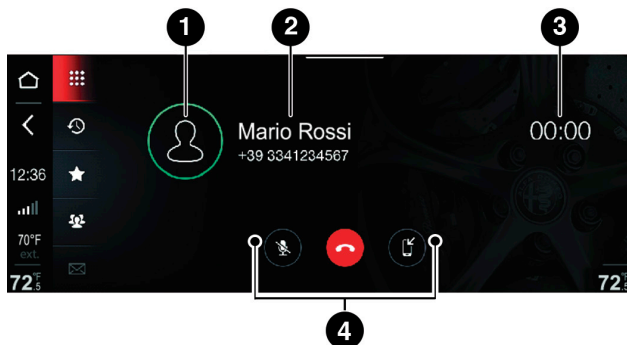 1 2 3
Mario Rossi
+39 3341234567
00:00
12:36
70°F
ext.
72.5°F
72.5°F
4